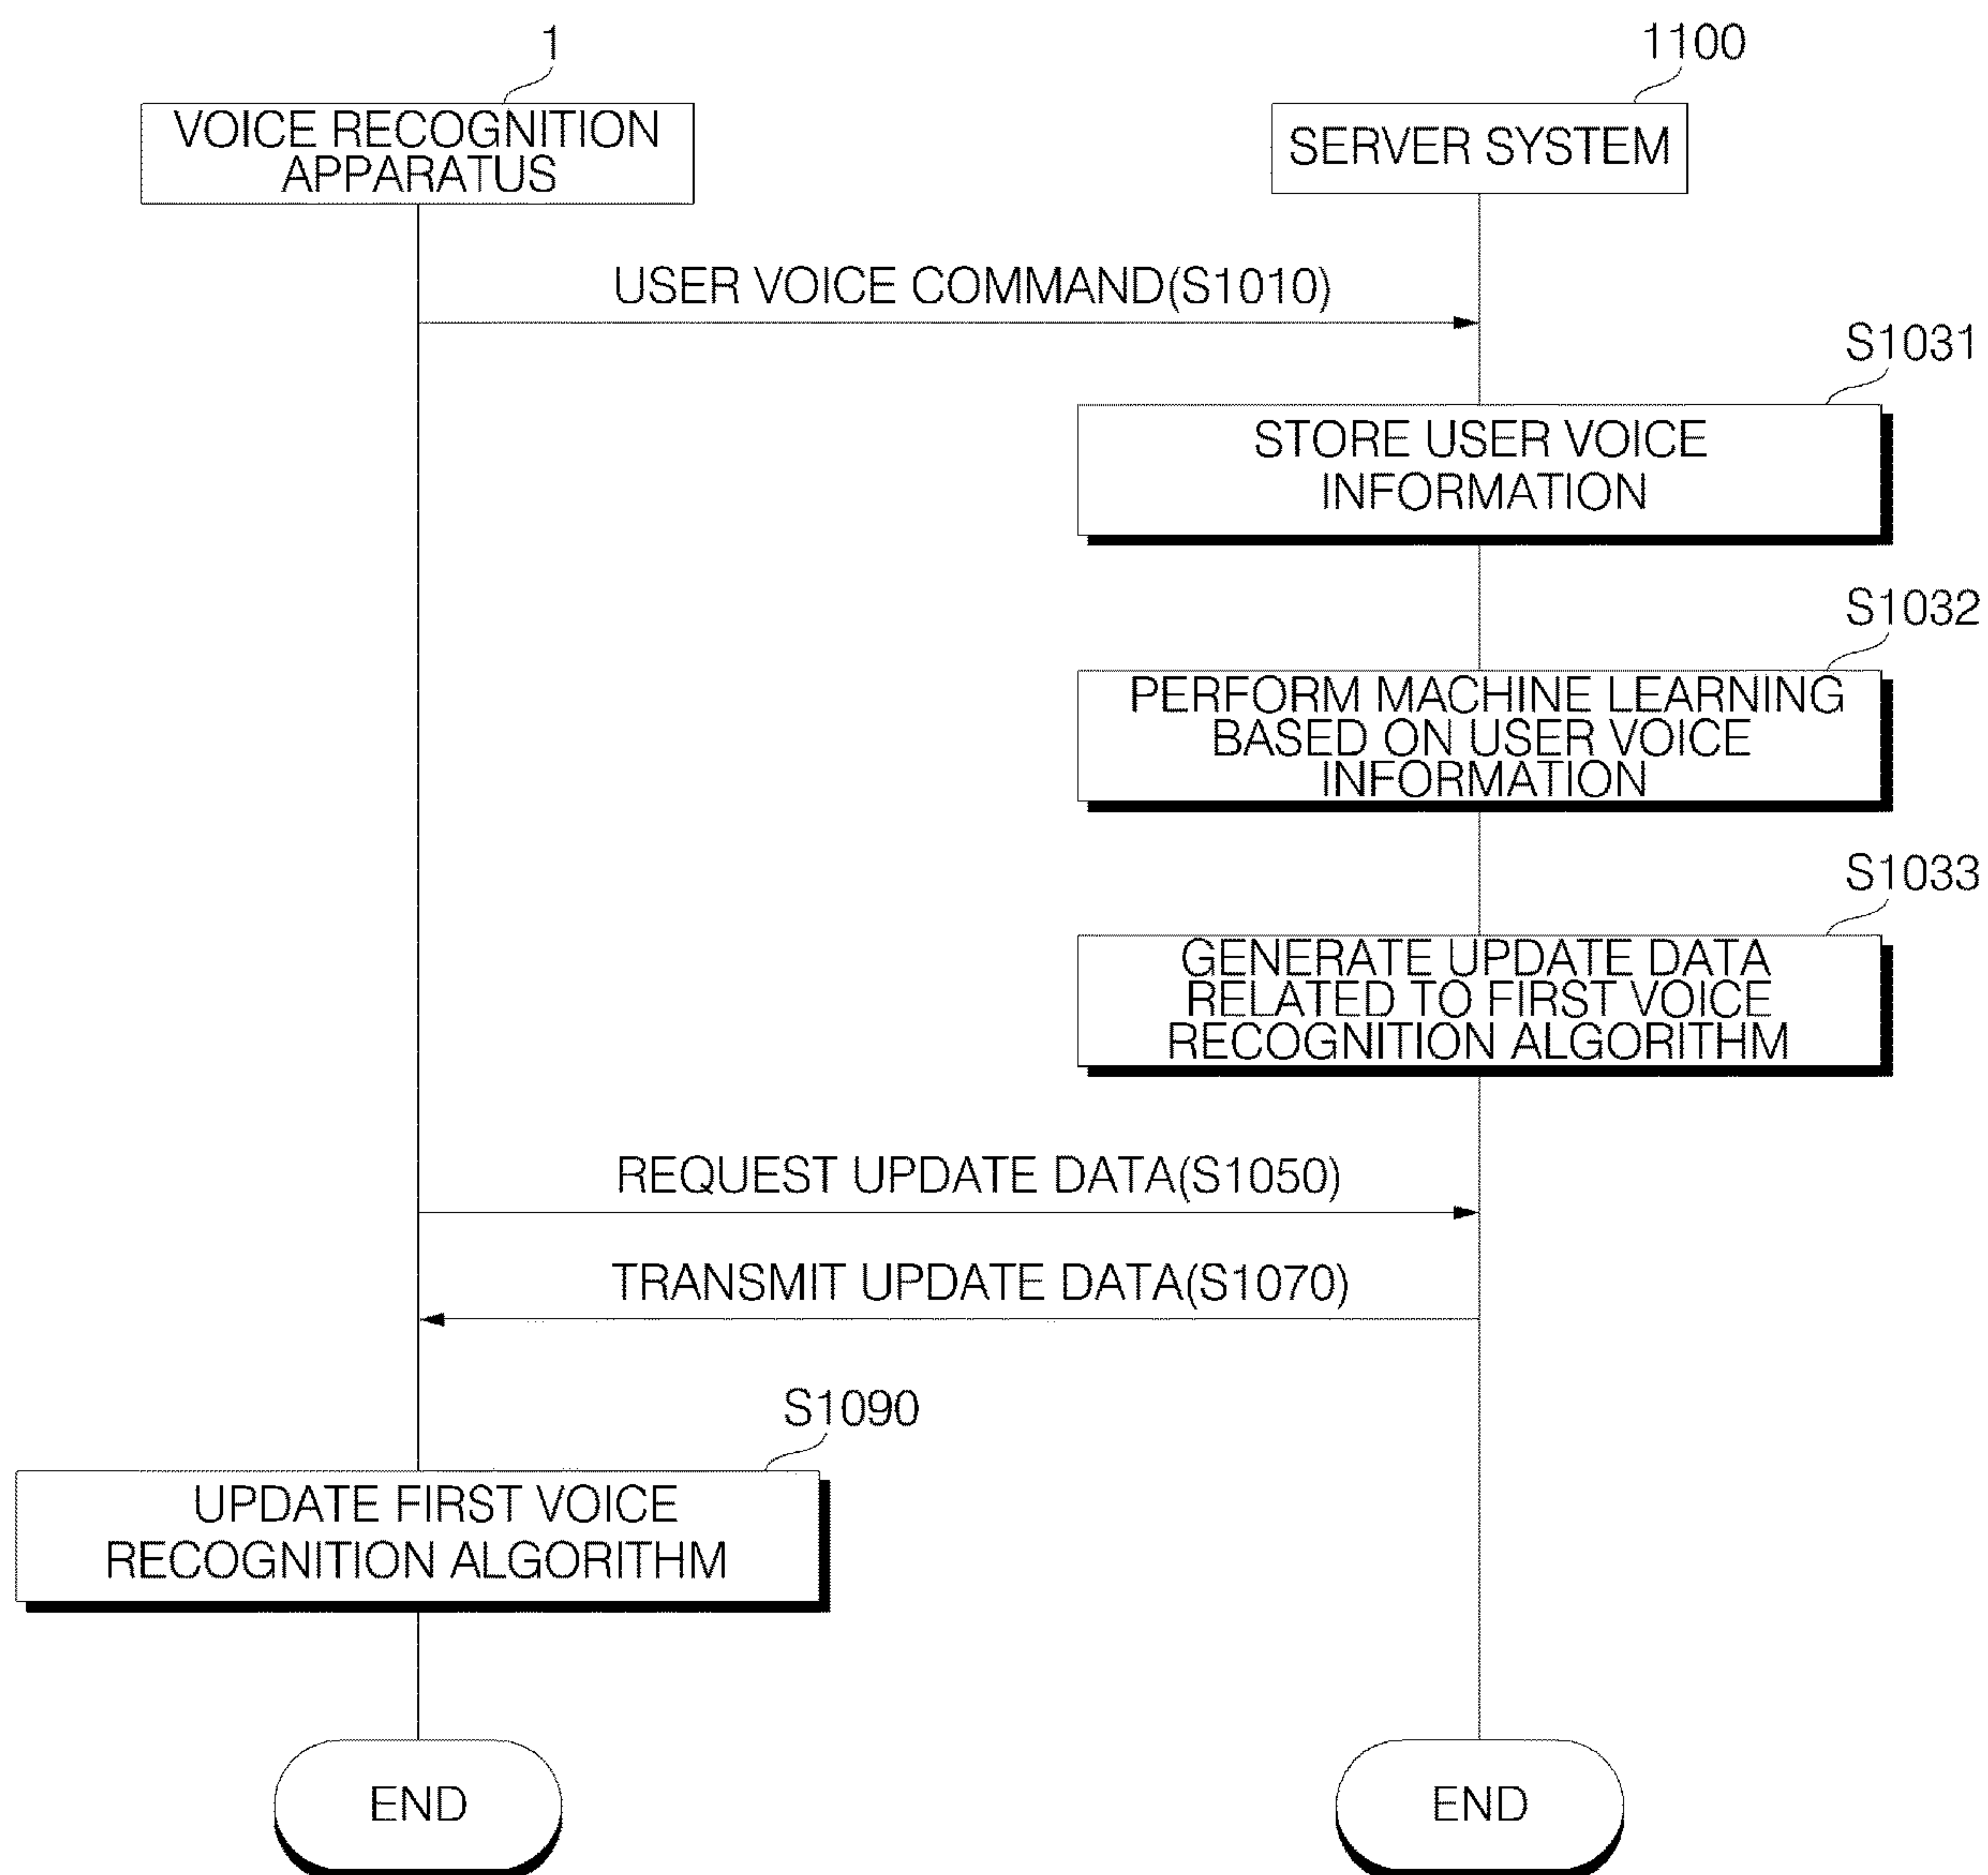 1
1100
VOICE RECOGNITION
APPARATUS
SERVER SYSTEM
USER VOICE COMMAND(S1010)
S1031
STORE USER VOICE
INFORMATION
S1032
PERFORM MACHINE LEARNING
BASED ON USER VOICE
INFORMATION
S1033
GENERATE UPDATE DATA
RELATED TO FIRST VOICE
RECOGNITION ALGORITHM
REQUEST UPDATE DATA(S1050)
TRANSMIT UPDATE DATA(S1070)
S1090
UPDATE FIRST VOICE
RECOGNITION ALGORITHM
END
END